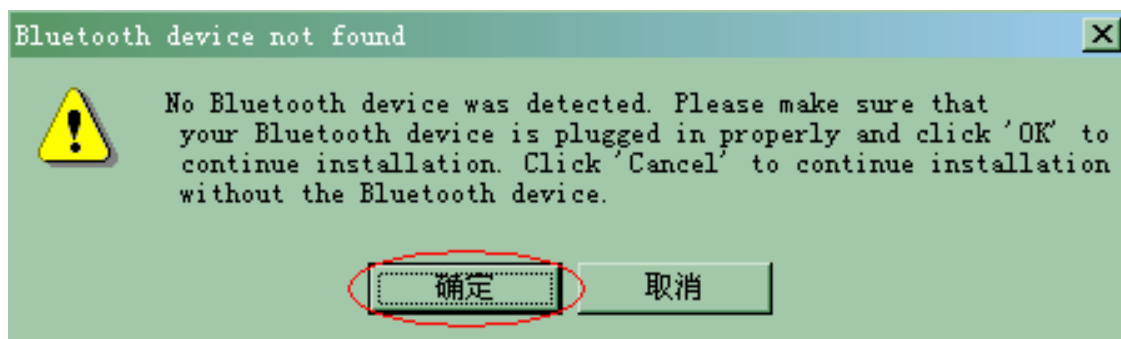 Bluetooth device not found
No Bluetooth device was detected. Please make sure that
your Bluetooth device is plugged in properly and click 'OK' to
continue installation. Click 'Cancel' to continue installation
without the Bluetooth device.
确定 取消